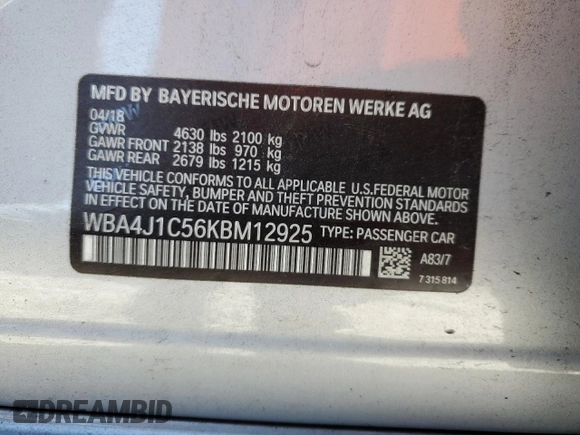 MFD BY BAYERISCHE MOTOREN WERKE AG
04/18
GVWR 4630 lbs 2100 kg
GAWR FRONT 2138 lbs 970 kg
GAWR REAR 2679 lbs 1215 kg
THIS VEHICLE CONFORMS TO ALL APPLICABLE U.S.FEDERAL MOTOR
VEHICLE SAFETY, BUMPER AND THEFT PREVENTION STANDARDS
IN EFFECT ON THE DATE OF MANUFACTURE SHOWN ABOVE.
WBA4J1C56KBM12925 TYPE: PASSENGER CAR
A83/7
7 315 814
DREAMBID